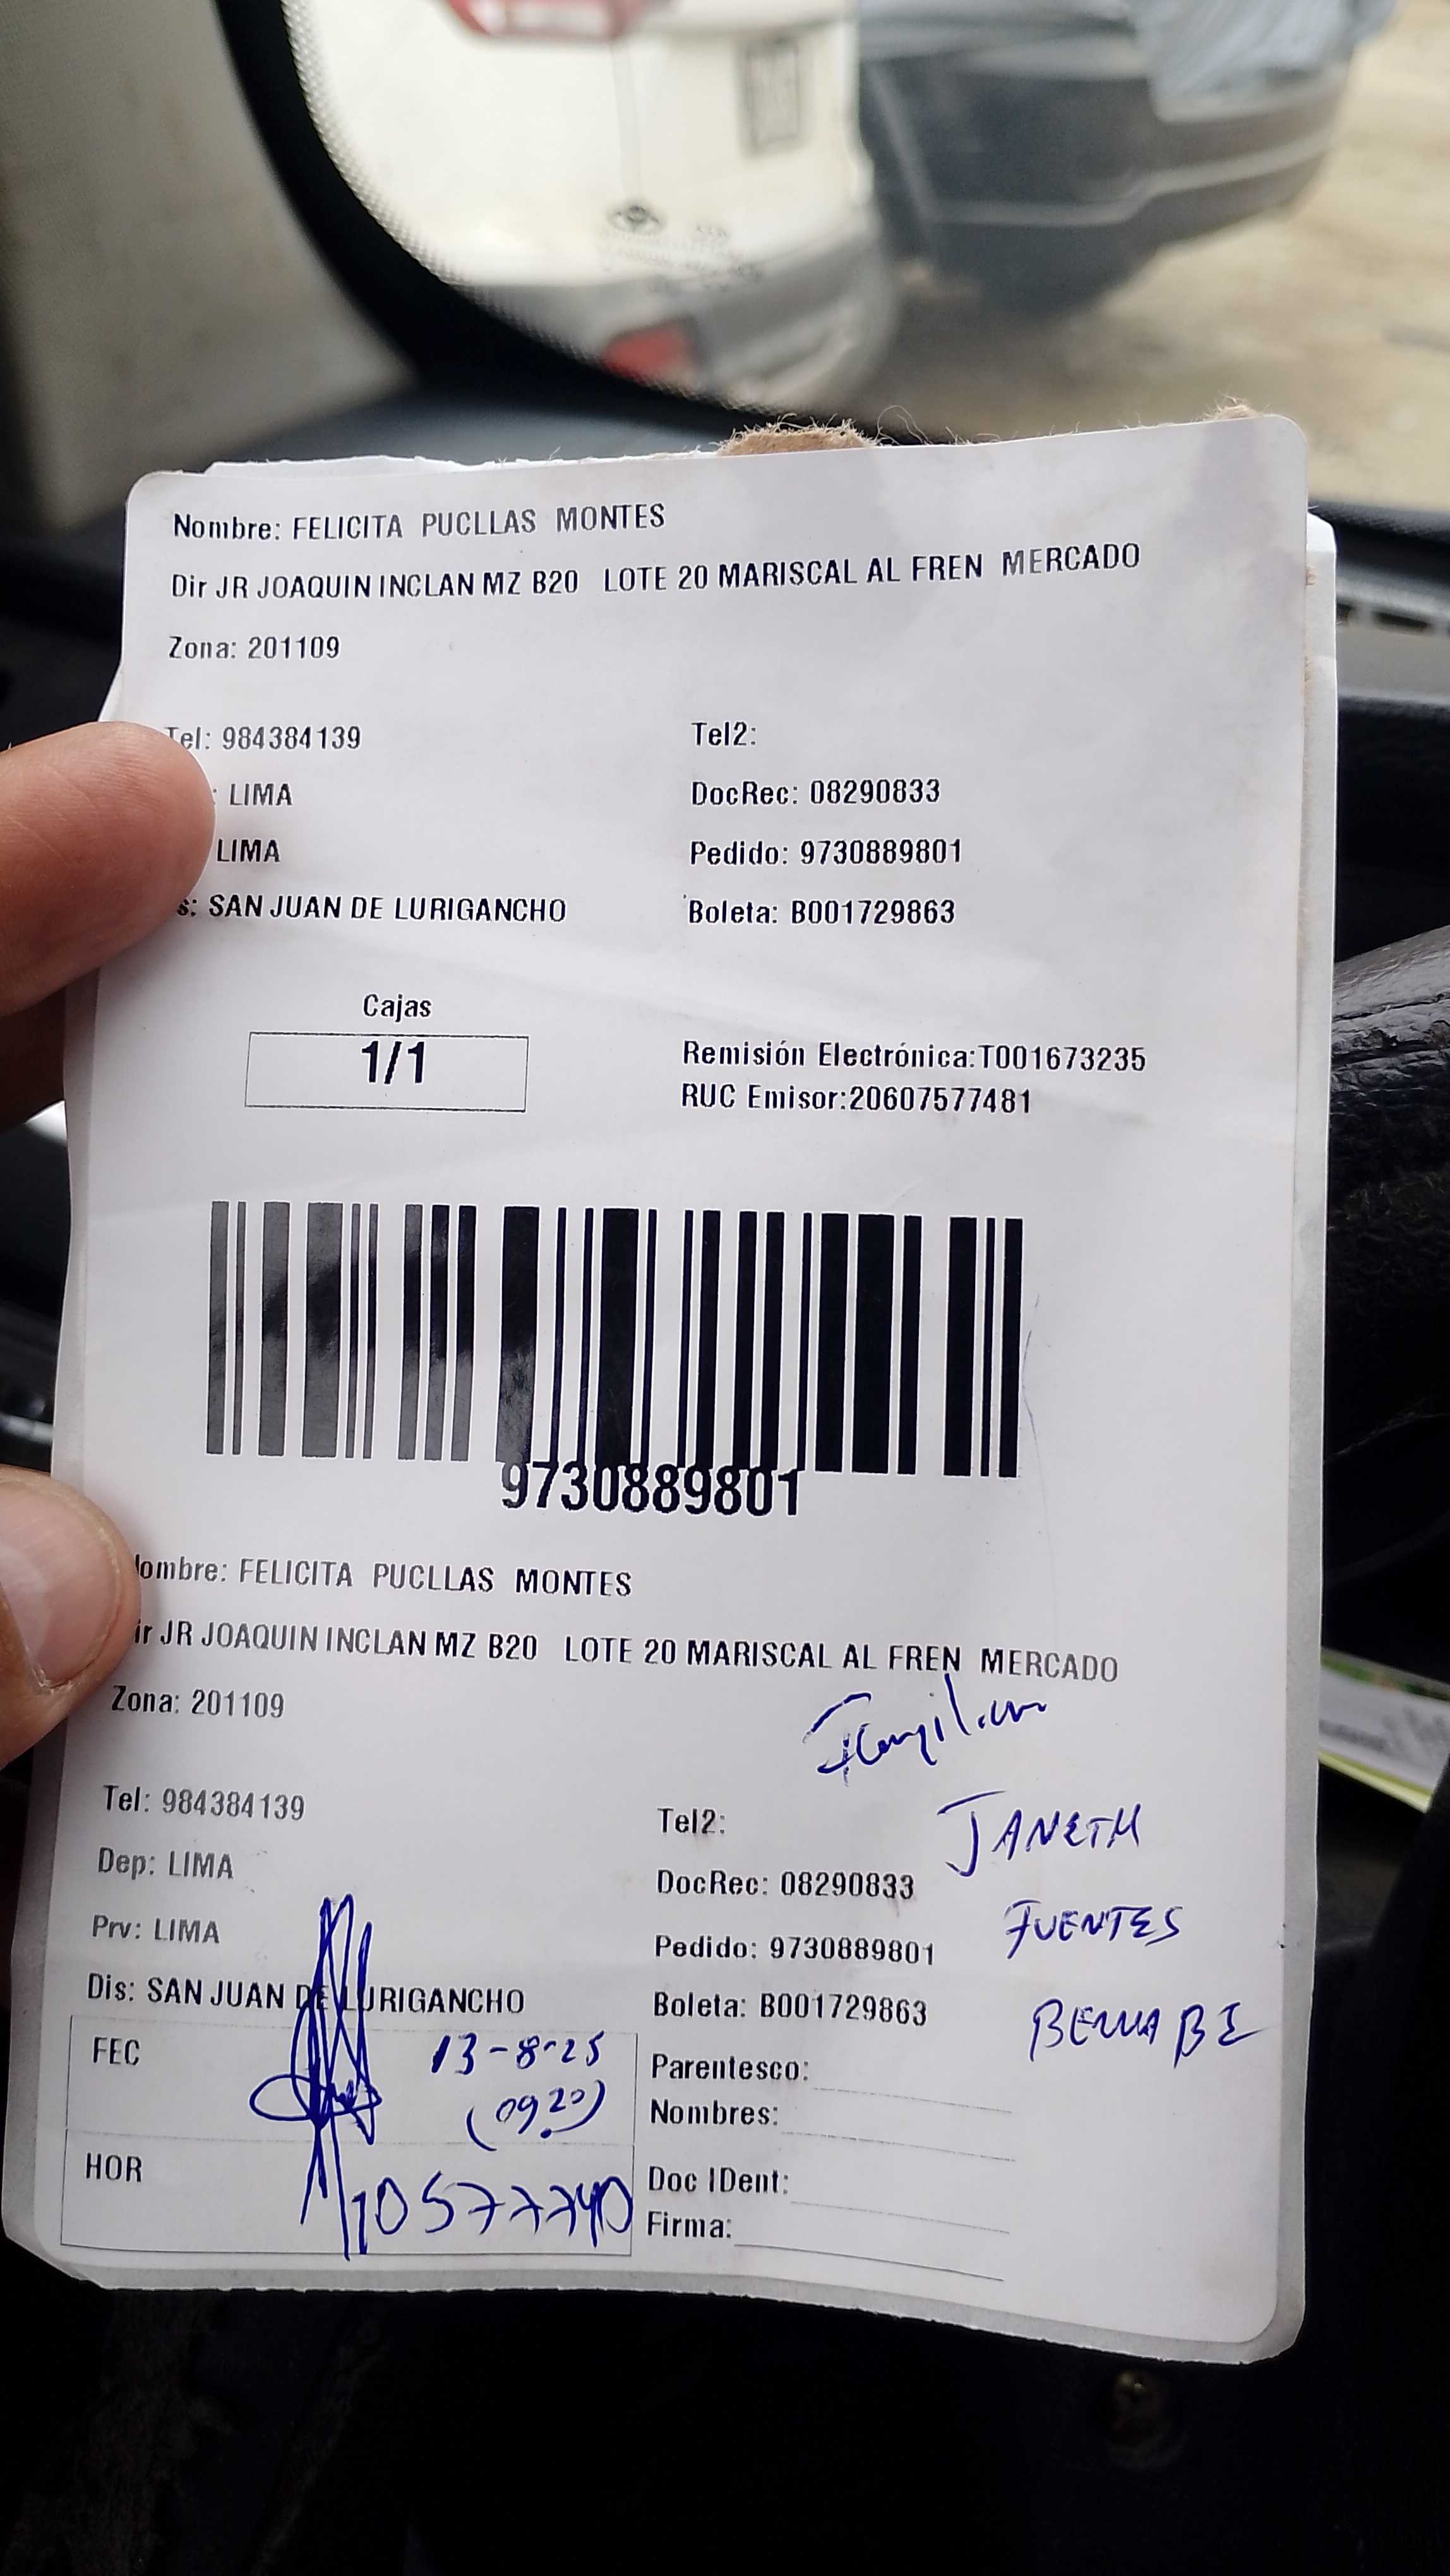 Nombre: FELICITA PUCLLAS MONTES
Dir JR JOAQUIN INCLAN MZ B20 LOTE 20 MARISCAL AL FREN MERCADO
Zona: 201109
Tel: 984384139 Tel2:
: LIMA DocRec: 08290833
LIMA Pedido: 9730889801
s: SAN JUAN DE LURIGANCHO Boleta: B001729863
Cajas
1/1
Remisión Electrónica:T001673235
RUC Emisor:20607577481
9730889801
ombre: FELICITA PUCLLAS MONTES
ir JR JOAQUIN INCLAN MZ B20 LOTE 20 MARISCAL AL FREN MERCADO
Zona: 201109
Tel: 984384139 Tel2:
JANETH
Dep: LIMA DocRec: 08290833
FUENTES
Prv: LIMA Pedido: 9730889801
Dis: SAN JUAN DE LURIGANCHO Boleta: B001729863
FEC 13-8-25 Parentesco:
(09.20) Nombres:
HOR 10577740 Doc IDent:
Firma: